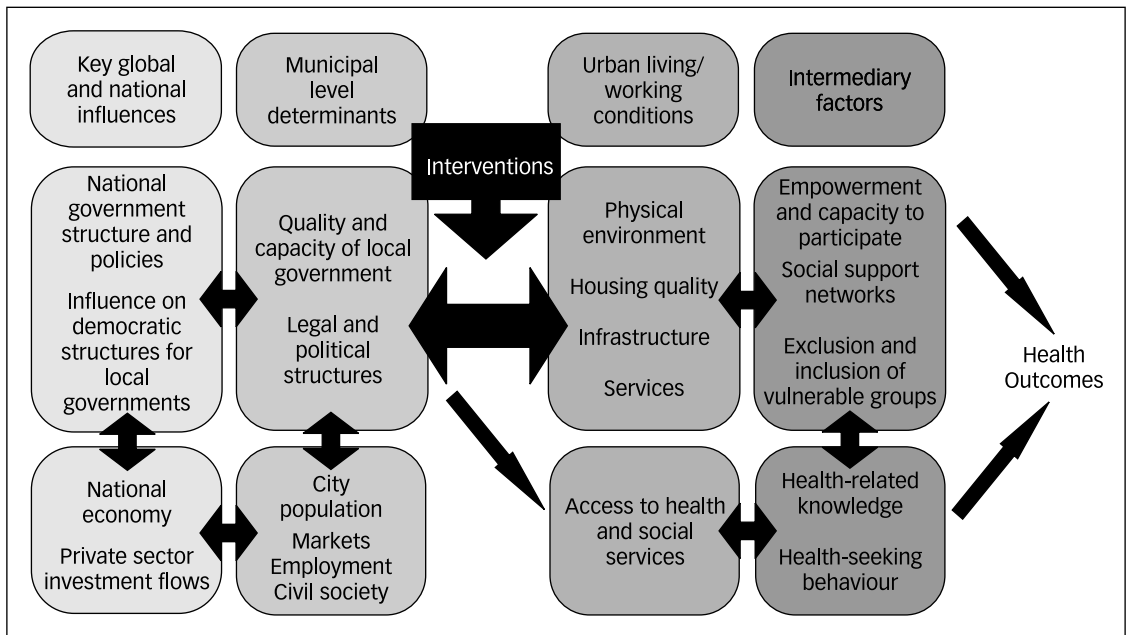 Key global
and national
influences
Municipal
level
determinants
Urban living/
working
conditions
Intermediary
factors
Interventions
National
government
structure and
policies
Influence on
democratic
structures for
local
governments
Quality and
capacity of local
government
Legal and
political
structures
Physical
environment
Housing quality
Infrastructure
Services
Empowerment
and capacity to
participate
Social support
networks
Exclusion and
inclusion of
vulnerable groups
Health
Outcomes
National
economy
Private sector
investment flows
City
population
Markets
Employment
Civil society
Access to health
and social
services
Health-related
knowledge
Health-seeking
behaviour